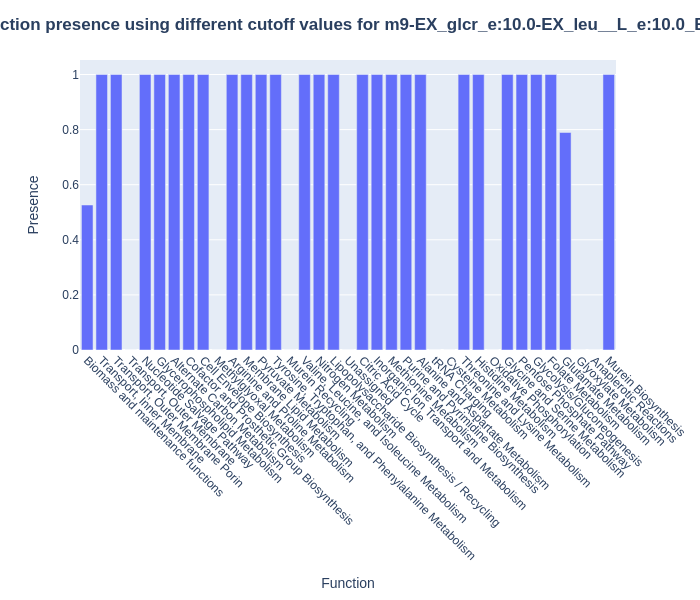 ction presence using different cutoff values for m9-EX_glcr_e:10.0-EX_leu__L_e:10.0_E
Presence
1
0.8
0.6
0.4
0.2
0
Biomass and maintenance functions
Transport, Inner Membrane
Transport, Outer Membrane
Transport, Outer Membrane Porin
Nucleotide Salvage Pathway
Glycerophospholipid Metabolism
Alternate Carbon Metabolism
Cofactor and Prosthetic Group Biosynthesis
Cell Envelope Biosynthesis
Methylglyoxal Metabolism
Arginine and Proline Metabolism
Membrane Lipid Metabolism
Pyruvate Metabolism
Tyrosine, Tryptophan, and Phenylalanine Metabolism
Murein Recycling
Valine, Leucine, and Isoleucine Metabolism
Nitrogen Metabolism
Lipopolysaccharide Biosynthesis / Recycling
Unassigned
Citric Acid Cycle
Inorganic Ion Transport and Metabolism
Methionine Metabolism
Purine and Pyrimidine Biosynthesis
Alanine and Aspartate Metabolism
tRNA Charging
Cysteine Metabolism
Threonine and Lysine Metabolism
Histidine Metabolism
Oxidative Phosphorylation
Glycine and Serine Metabolism
Pentose Phosphate Pathway
Glycolysis/Gluconeogenesis
Folate Metabolism
Glutamate Metabolism
Glyoxylate Metabolism
Anaplerotic Reactions
Murein Biosynthesis
Function